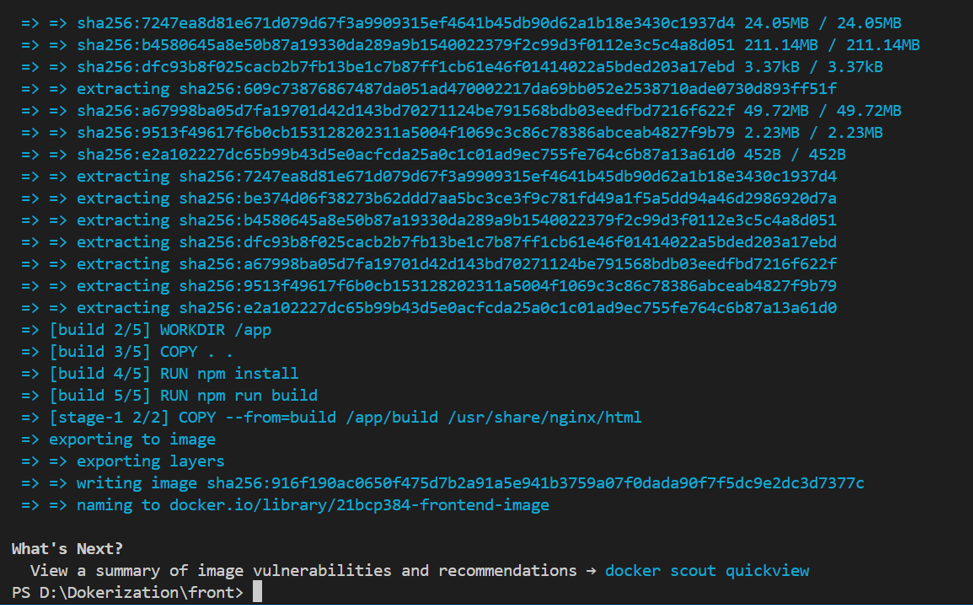 => => sha256:7247ea8d81e671d079d67f3a9909315ef4641b45db90d62a1b18e3430c1937d4 24.05MB / 24.05MB
=> => sha256:b4580645a8e50b87a19330da289a9b1540022379f2c99d3f0112e3c5c4a8d051 211.14MB / 211.14MB
=> => sha256:dfc93b8f025cacb2b7fb13be1c7b87ff1cb61e46f01414022a5bded203a17ebd 3.37kB / 3.37kB
=> => extracting sha256:609c73876867487da051ad470002217da69bb052e2538710ade0730d893ff51f
=> => sha256:a67998ba05d7fa19701d42d143bd70271124be791568bdb03eedfbd7216f622f 49.72MB / 49.72MB
=> => sha256:9513f49617f6b0cb153128202311a5004f1069c3c86c78386abceab4827f9b79 2.23MB / 2.23MB
=> => sha256:e2a102227dc65b99b43d5e0acfcda25a0c1c01ad9ec755fe764c6b87a13a61d0 452B / 452B
=> => extracting sha256:7247ea8d81e671d079d67f3a9909315ef4641b45db90d62a1b18e3430c1937d4
=> => extracting sha256:be374d06f38273b62ddd7aa5bc3ce3f9c781fd49a1f5a5dd94a46d2986920d7a
=> => extracting sha256:b4580645a8e50b87a19330da289a9b1540022379f2c99d3f0112e3c5c4a8d051
=> => extracting sha256:dfc93b8f025cacb2b7fb13be1c7b87ff1cb61e46f01414022a5bded203a17ebd
=> => extracting sha256:a67998ba05d7fa19701d42d143bd70271124be791568bdb03eedfbd7216f622f
=> => extracting sha256:9513f49617f6b0cb153128202311a5004f1069c3c86c78386abceab4827f9b79
=> => extracting sha256:e2a102227dc65b99b43d5e0acfcda25a0c1c01ad9ec755fe764c6b87a13a61d0
=> [build 2/5] WORKDIR /app
=> [build 3/5] COPY . .
=> [build 4/5] RUN npm install
=> [build 5/5] RUN npm run build
=> [stage-1 2/2] COPY --from=build /app/build /usr/share/nginx/html
=> exporting to image
=> => exporting layers
=> => writing image sha256:916f190ac0650f475d7b2a91a5e941b3759a07f0dada90f7f5dc9e2dc3d7377c
=> => naming to docker.io/library/21bcp384-frontend-image
What's Next?
View a summary of image vulnerabilities and recommendations → docker scout quickview
PS D:\Dokerization\front>